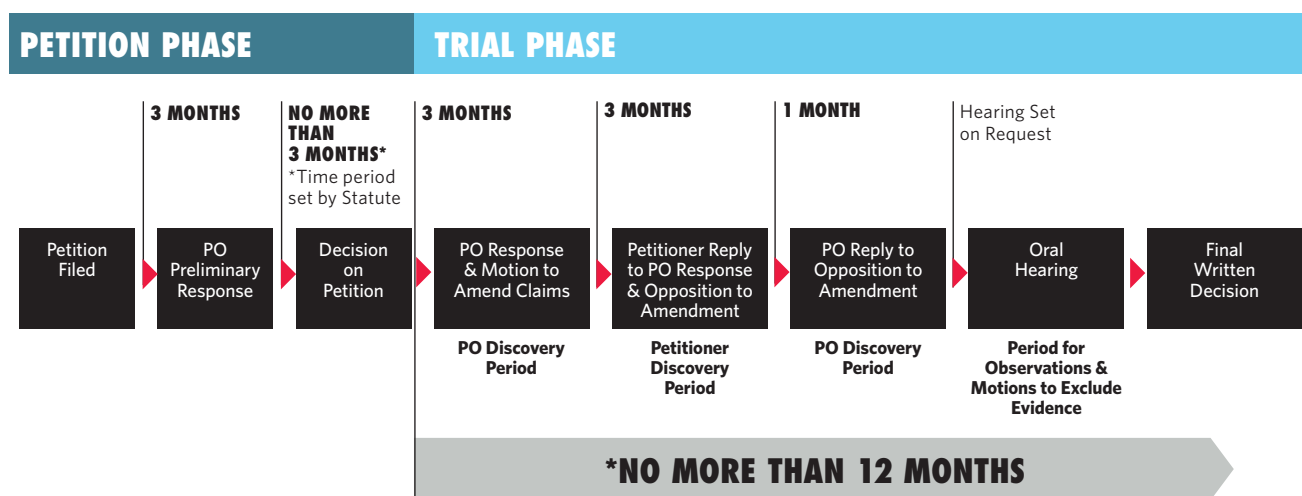 PETITION PHASE
TRIAL PHASE
3 MONTHS
NO MORE
THAN
3 MONTHS*
*Time period
set by Statute
3 MONTHS
3 MONTHS
1 MONTH
Hearing Set
on Request
Petition
Filed
PO
Preliminary
Response
Decision
on
Petition
PO Response
& Motion to
Amend Claims
Petitioner Reply
to PO Response
& Opposition to
Amendment
PO Reply to
Opposition to
Amendment
Oral
Hearing
Final
Written
Decision
PO Discovery
Period
Petitioner
Discovery
Period
PO Discovery
Period
Period for
Observations &
Motions to Exclude
Evidence
*NO MORE THAN 12 MONTHS